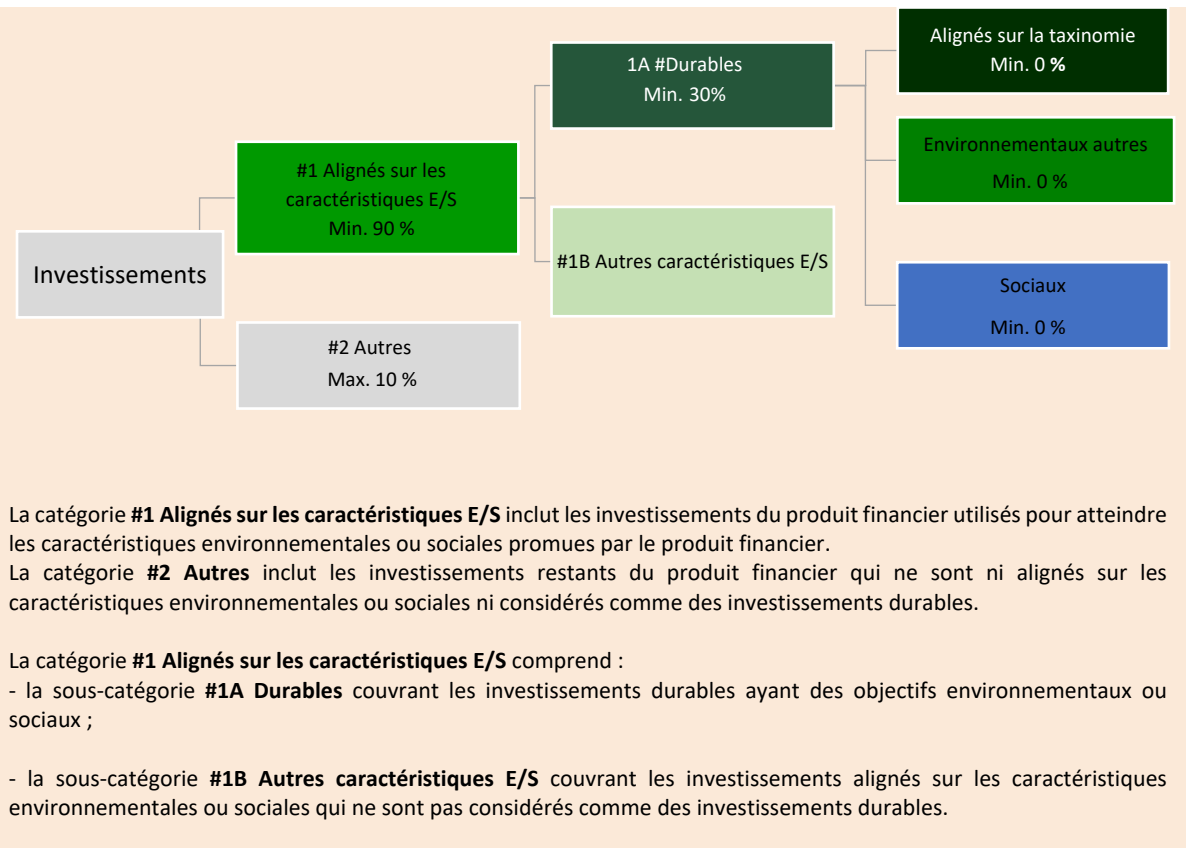 Investissements
#1 Alignés sur les
caractéristiques E/S
Min. 90 %
#2 Autres
Max. 10 %
1A #Durables
Min. 30%
#1B Autres caractéristiques E/S
Alignés sur la taxinomie
Min. 0 %
Environnementaux autres
Min. 0 %
Sociaux
Min. 0 %
La catégorie #1 Alignés sur les caractéristiques E/S inclut les investissements du produit financier utilisés pour atteindre
les caractéristiques environnementales ou sociales promues par le produit financier.
La catégorie #2 Autres inclut les investissements restants du produit financier qui ne sont ni alignés sur les
caractéristiques environnementales ou sociales ni considérés comme des investissements durables.
La catégorie #1 Alignés sur les caractéristiques E/S comprend :
- la sous-catégorie #1A Durables couvrant les investissements durables ayant des objectifs environnementaux ou
sociaux ;
- la sous-catégorie #1B Autres caractéristiques E/S couvrant les investissements alignés sur les caractéristiques
environnementales ou sociales qui ne sont pas considérés comme des investissements durables.